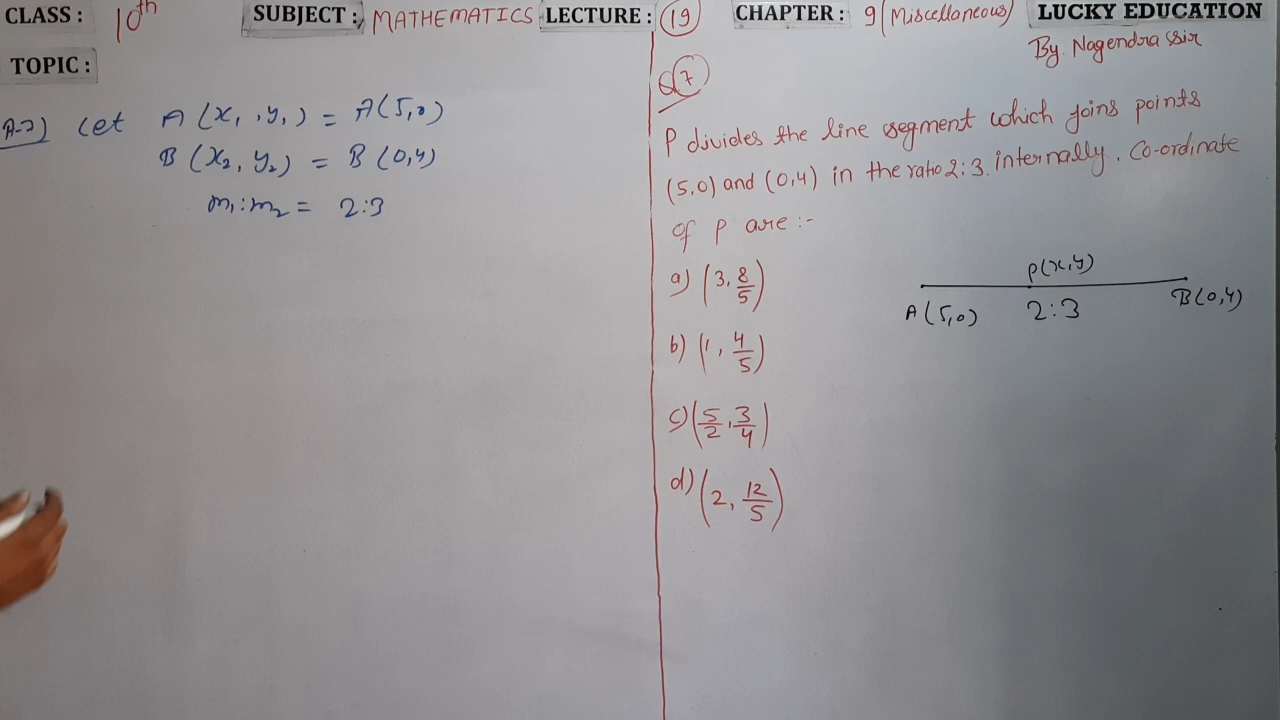 CLASS : 10th SUBJECT : MATHEMATICS LECTURE : 19 CHAPTER : 9 (Miscellaneous) LUCKY EDUCATION
By. Nagendra Sir
TOPIC :
A-7) Let A (x₁, y₁) = A(5,0)
B (x₂, y₂) = B (0,4)
m₁:m₂ = 2:3
Q7
P divides the line segment which joins points
(5,0) and (0,4) in the ratio 2:3. internally. Co-ordinate
of P are :-
a) (3, 8/5)
b) (1, 4/5)
c) (5/2, 3/4)
d) (2, 12/5)
P(x,y)
A(5,0) 2:3 B(0,4)